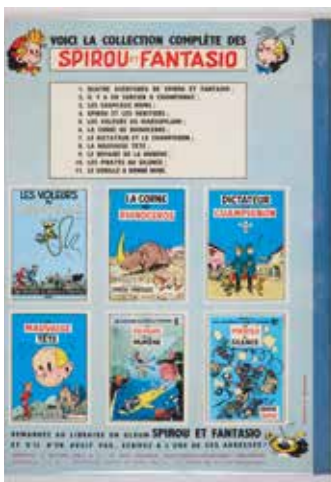 VOICI LA COLLECTION COMPLÈTE DES
SPIROU ET FANTASIO
1. QUATRE AVENTURES DE SPIROU ET FANTASIO ;
2. IL Y A UN SORCIER À CHAMPIGNAC ;
3. LES CHAPEAUX NOIRS ;
4. SPIROU ET LES HÉRITIERS ;
5. LES VOLEURS DU MARSUPILAMI ;
6. LA CORNE DE RHINOCÉROS ;
7. LE DICTATEUR ET LE CHAMPIGNON ;
8. LA MAUVAISE TÊTE ;
9. LE REPAIRE DE LA MURÈNE ;
10. LES PIRATES DU SILENCE ;
11. LE GORILLE A BONNE MINE.
LES VOLEURS
DU
LA CORNE
DE
RHINOCEROS
DICTATEUR
CHAMPIGNON
MAUVAISE
TÊTE
REPAIRE
DE LA
MURÈNE
PIRATES
DU
SILENCE
DEMANDEZ AU LIBRAIRE UN ALBUM SPIROU ET FANTASIO
ET S'IL N'EN AVAIT PAS, ÉCRIVEZ À L'UNE DE CES ADRESSES :